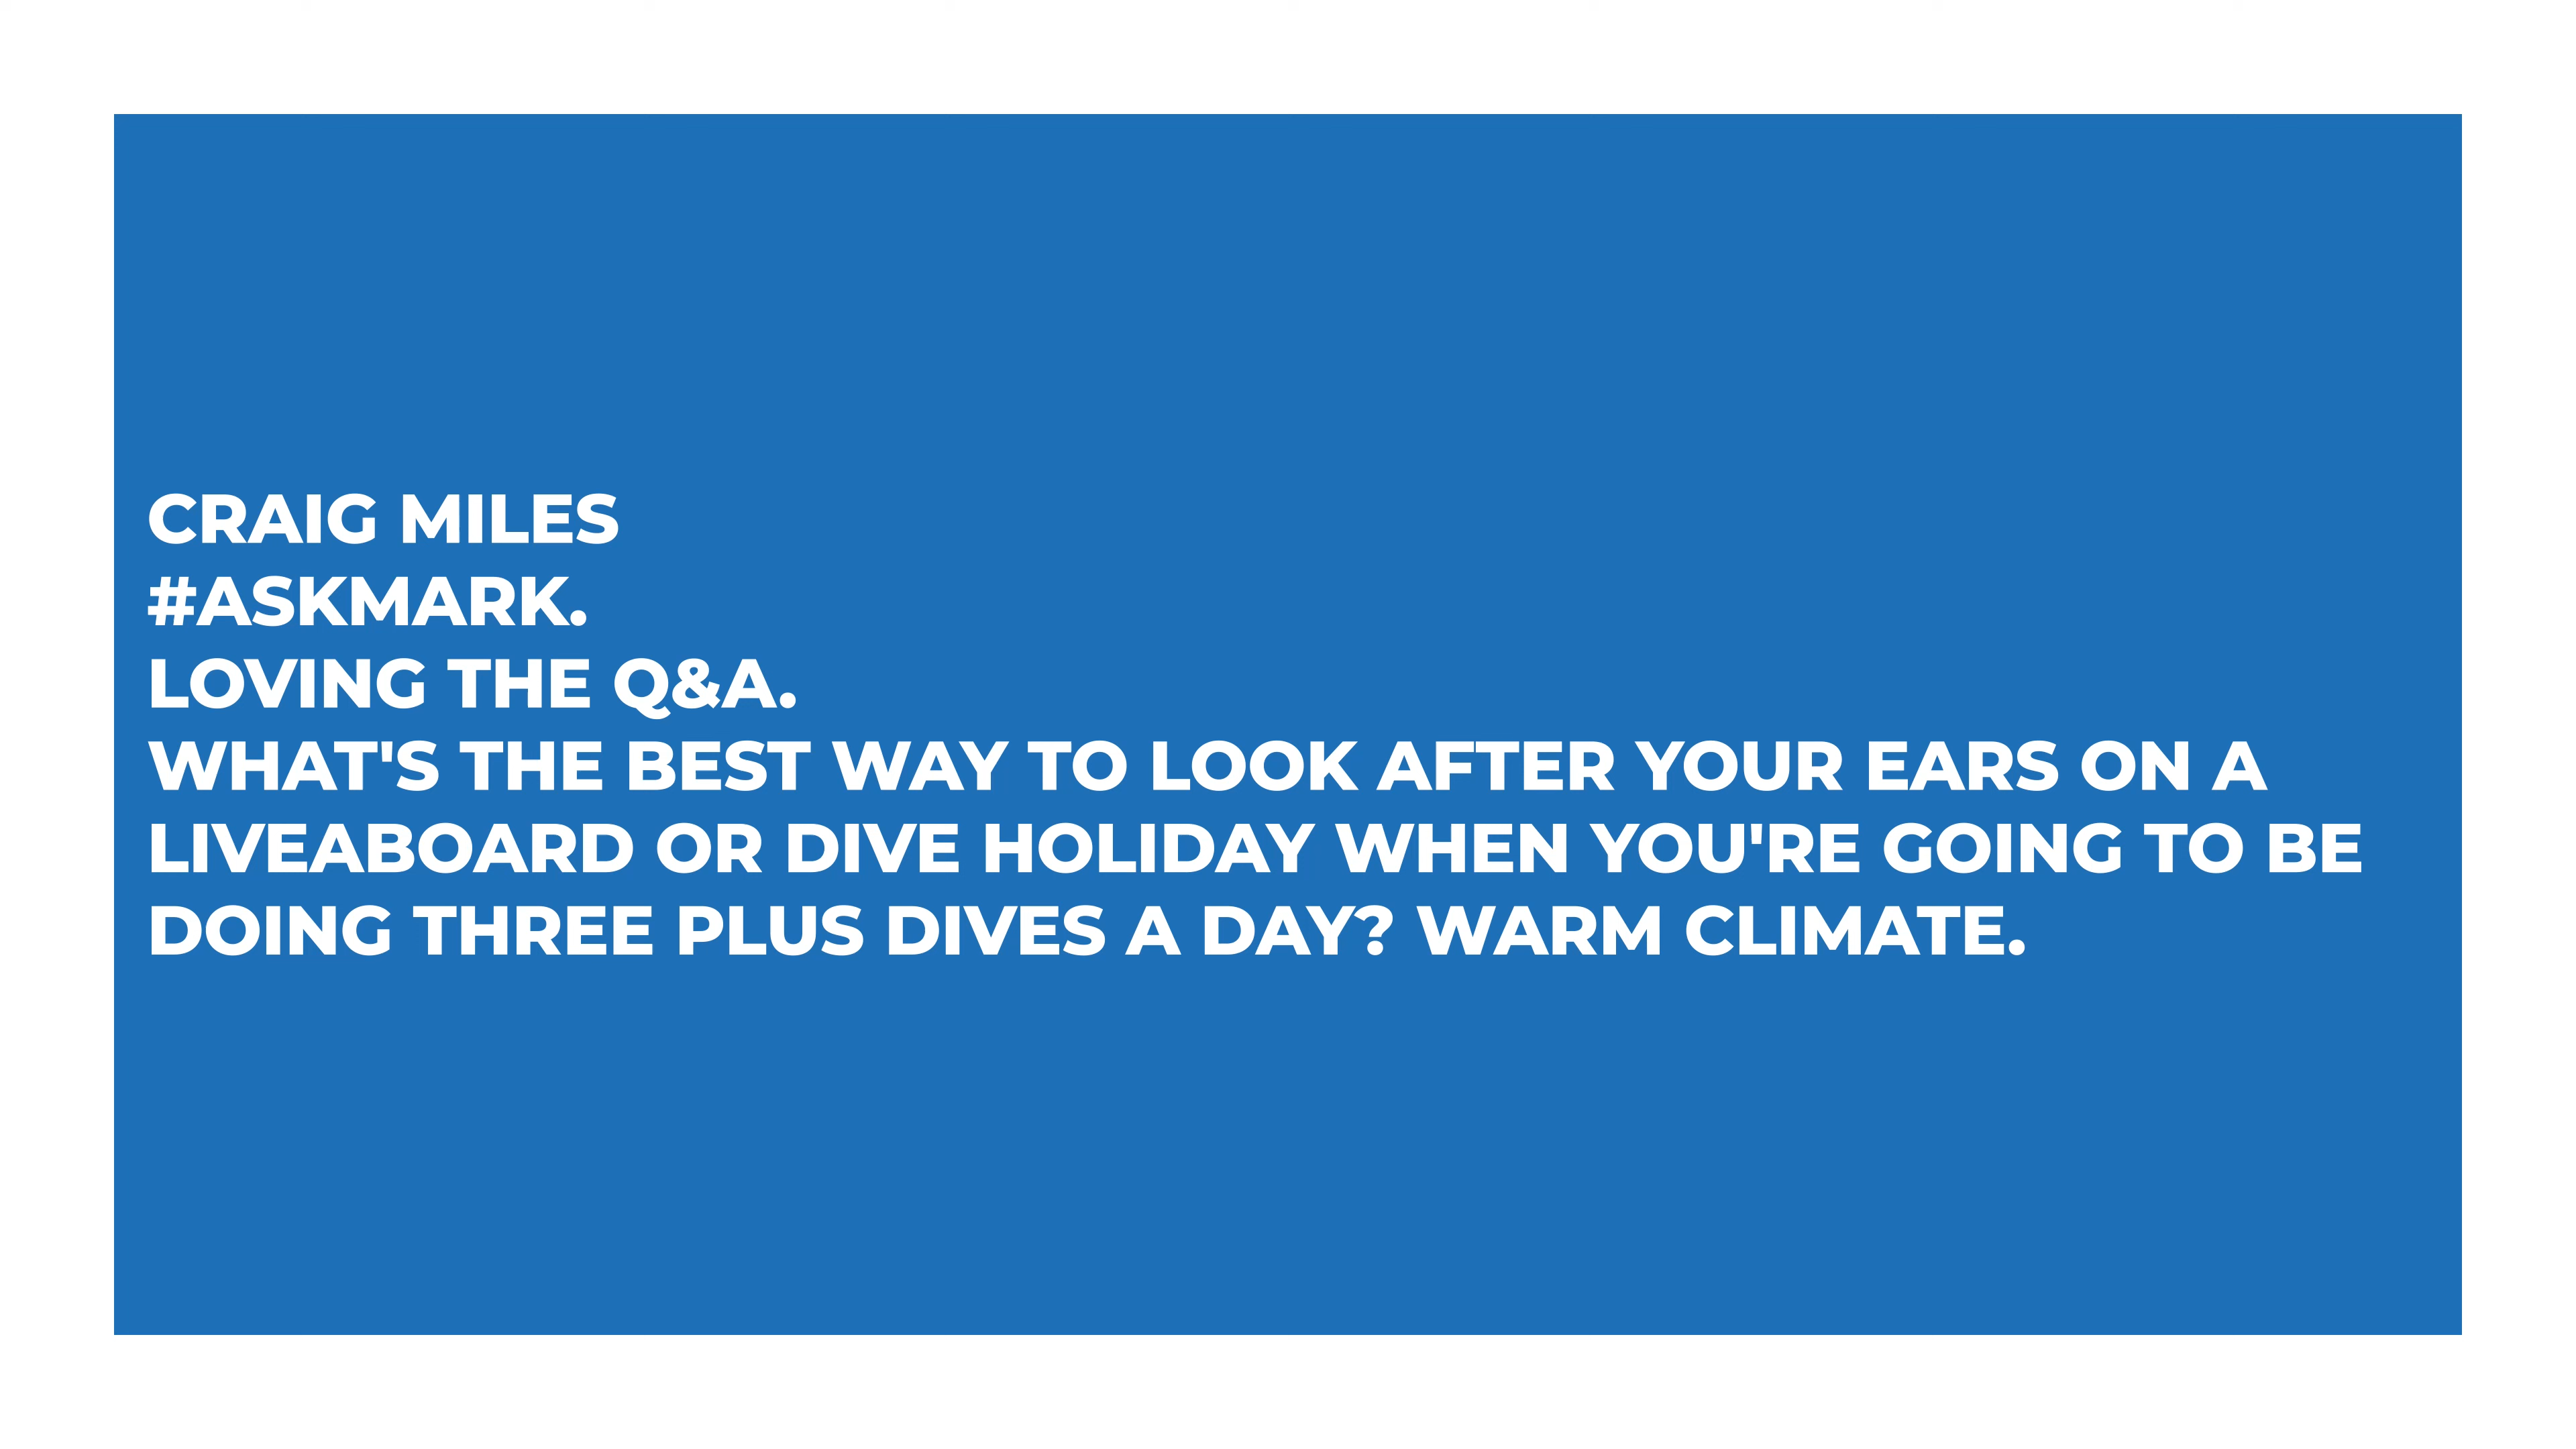 CRAIG MILES
#ASKMARK.
LOVING THE Q&A.
WHAT'S THE BEST WAY TO LOOK AFTER YOUR EARS ON A
LIVEABOARD OR DIVE HOLIDAY WHEN YOU'RE GOING TO BE
DOING THREE PLUS DIVES A DAY? WARM CLIMATE.